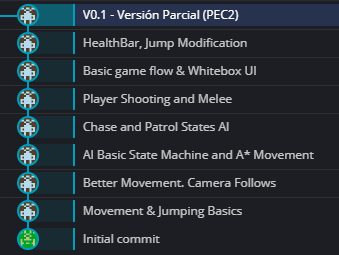 V0.1 - Versión Parcial (PEC2)
HealthBar, Jump Modification
Basic game flow & Whitebox UI
Player Shooting and Melee
Chase and Patrol States AI
AI Basic State Machine and A* Movement
Better Movement. Camera Follows
Movement & Jumping Basics
Initial commit